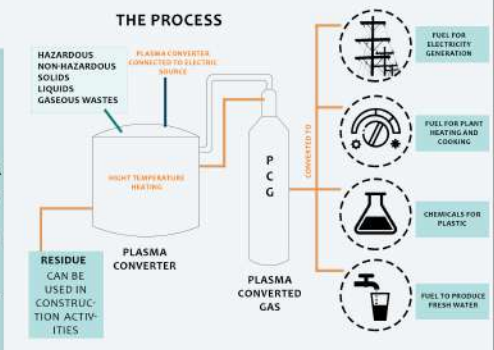 THE PROCESS
HAZARDOUS
NON-HAZARDOUS
SOLIDS
LIQUIDS
GASEOUS WASTES
PLASMA CONVERTER
CONNECTED TO ELECTRIC
SOURCE
HIGHT TEMPERATURE
HEATING
PLASMA
CONVERTER
RESIDUE
CAN BE
USED IN
CONSTRUC-
TION ACTIV-
ITIES
P
C
G
PLASMA
CONVERTED
GAS
CONVERTED TO
FUEL FOR
ELECTRICITY
GENERATION
FUEL FOR PLANT
HEATING AND
COOKING
CHEMICALS FOR
PLASTIC
FUEL TO PRODUCE
FRESH WATER